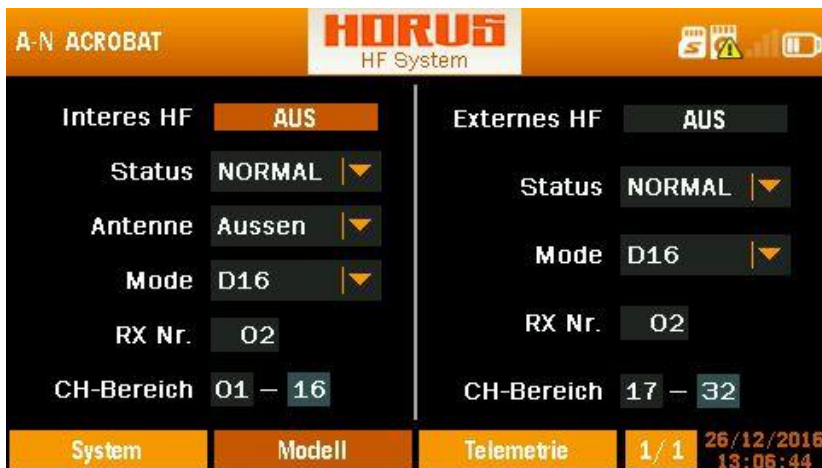 A-N ACROBAT
HORUS
HF System
Interes HF AUS
Status NORMAL
Antenne Aussen
Mode D16
RX Nr. 02
CH-Bereich 01 – 16
Externes HF AUS
Status NORMAL
Mode D16
RX Nr. 02
CH-Bereich 17 – 32
System Modell Telemetrie 1/1 26/12/2016
13:06:44